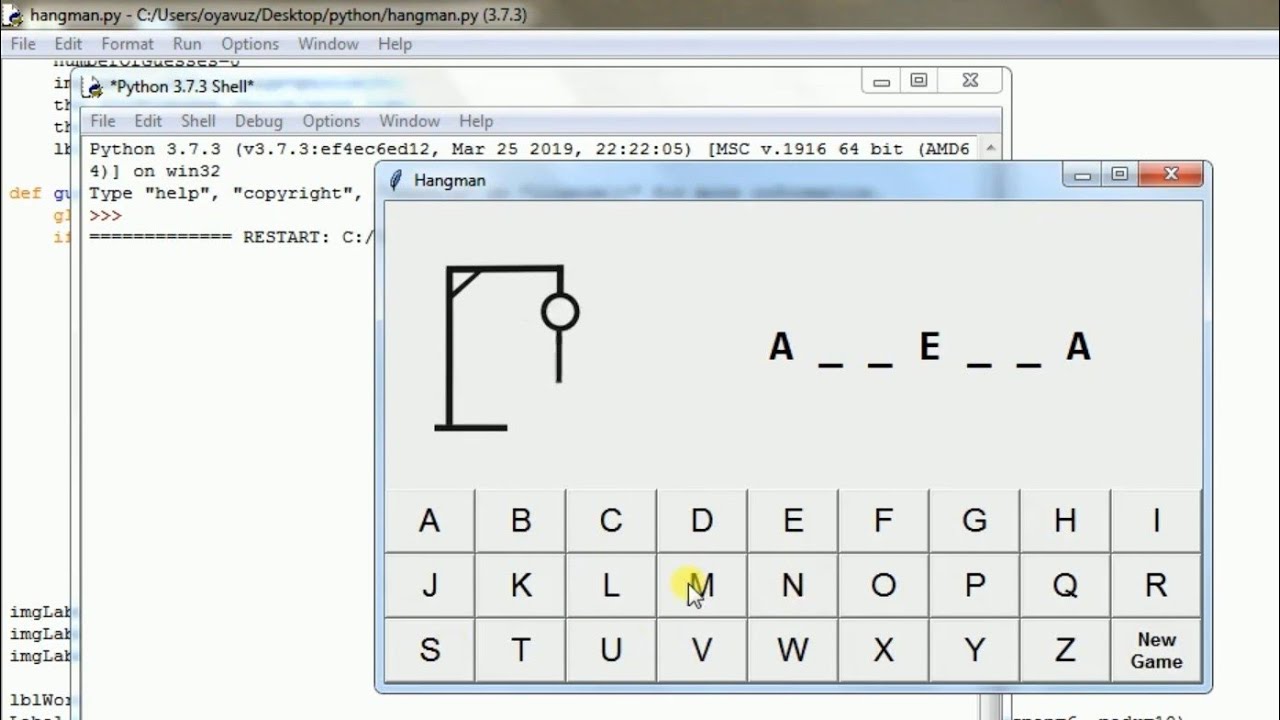 hangman.py - C:/Users/oyavuz/Desktop/python/hangman.py (3.7.3)
File Edit Format Run Options Window Help
*Python 3.7.3 Shell*
File Edit Shell Debug Options Window Help
Python 3.7.3 (v3.7.3:ef4ec6ed12, Mar 25 2019, 22:22:05) [MSC v.1916 64 bit (AMD6
4)] on win32
Type "help", "copyright",
>>>
============= RESTART: C:/
def gu
gl
if
imgLab
imgLab
imgLab
lblWor
Hangman
A _ _ E _ _ A
A B C D E F G H I
J K L M N O P Q R
S T U V W X Y Z New
Game